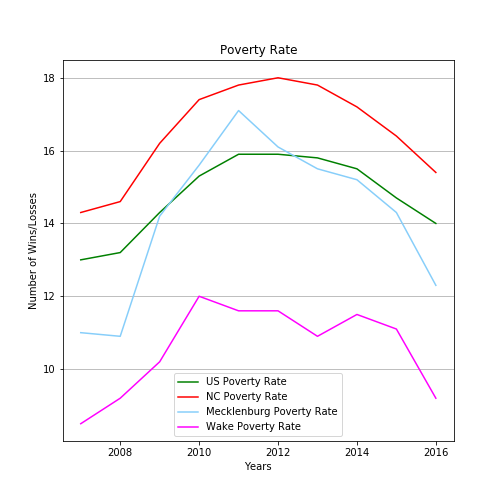 Poverty Rate
18
16
14
12
10
Number of Wins/Losses
US Poverty Rate
NC Poverty Rate
Mecklenburg Poverty Rate
Wake Poverty Rate
2008 2010 2012 2014 2016
Years